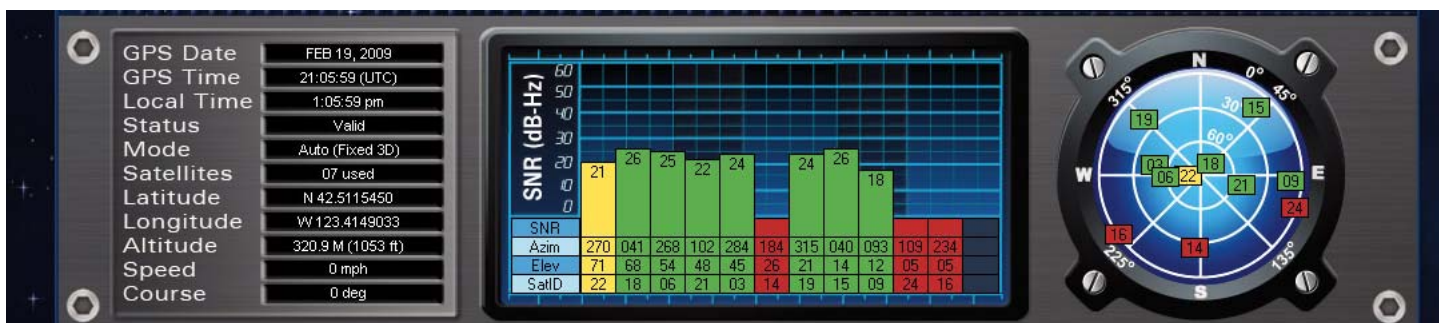 GPS Date FEB 19, 2009
GPS Time 21:05:59 (UTC)
Local Time 1:05:59 pm
Status Valid
Mode Auto (Fixed 3D)
Satellites 07 used
Latitude N 42.5115450
Longitude W 123.4149033
Altitude 320.9 M (1053 ft)
Speed 0 mph
Course 0 deg
SNR (dB-Hz)
60
50
40
30
20
10
0
21 26 25 22 24 24 26 18
SNR
Azim 270 041 268 102 284 184 315 040 093 109 234
Elev 71 68 54 48 45 26 21 14 12 05 05
SatID 22 18 06 21 03 14 19 15 09 24 16
N 0°
315° 45°
30°
19 15
60°
03 18
W 06 22 21 09 E
24
16 14
225° 135°
S